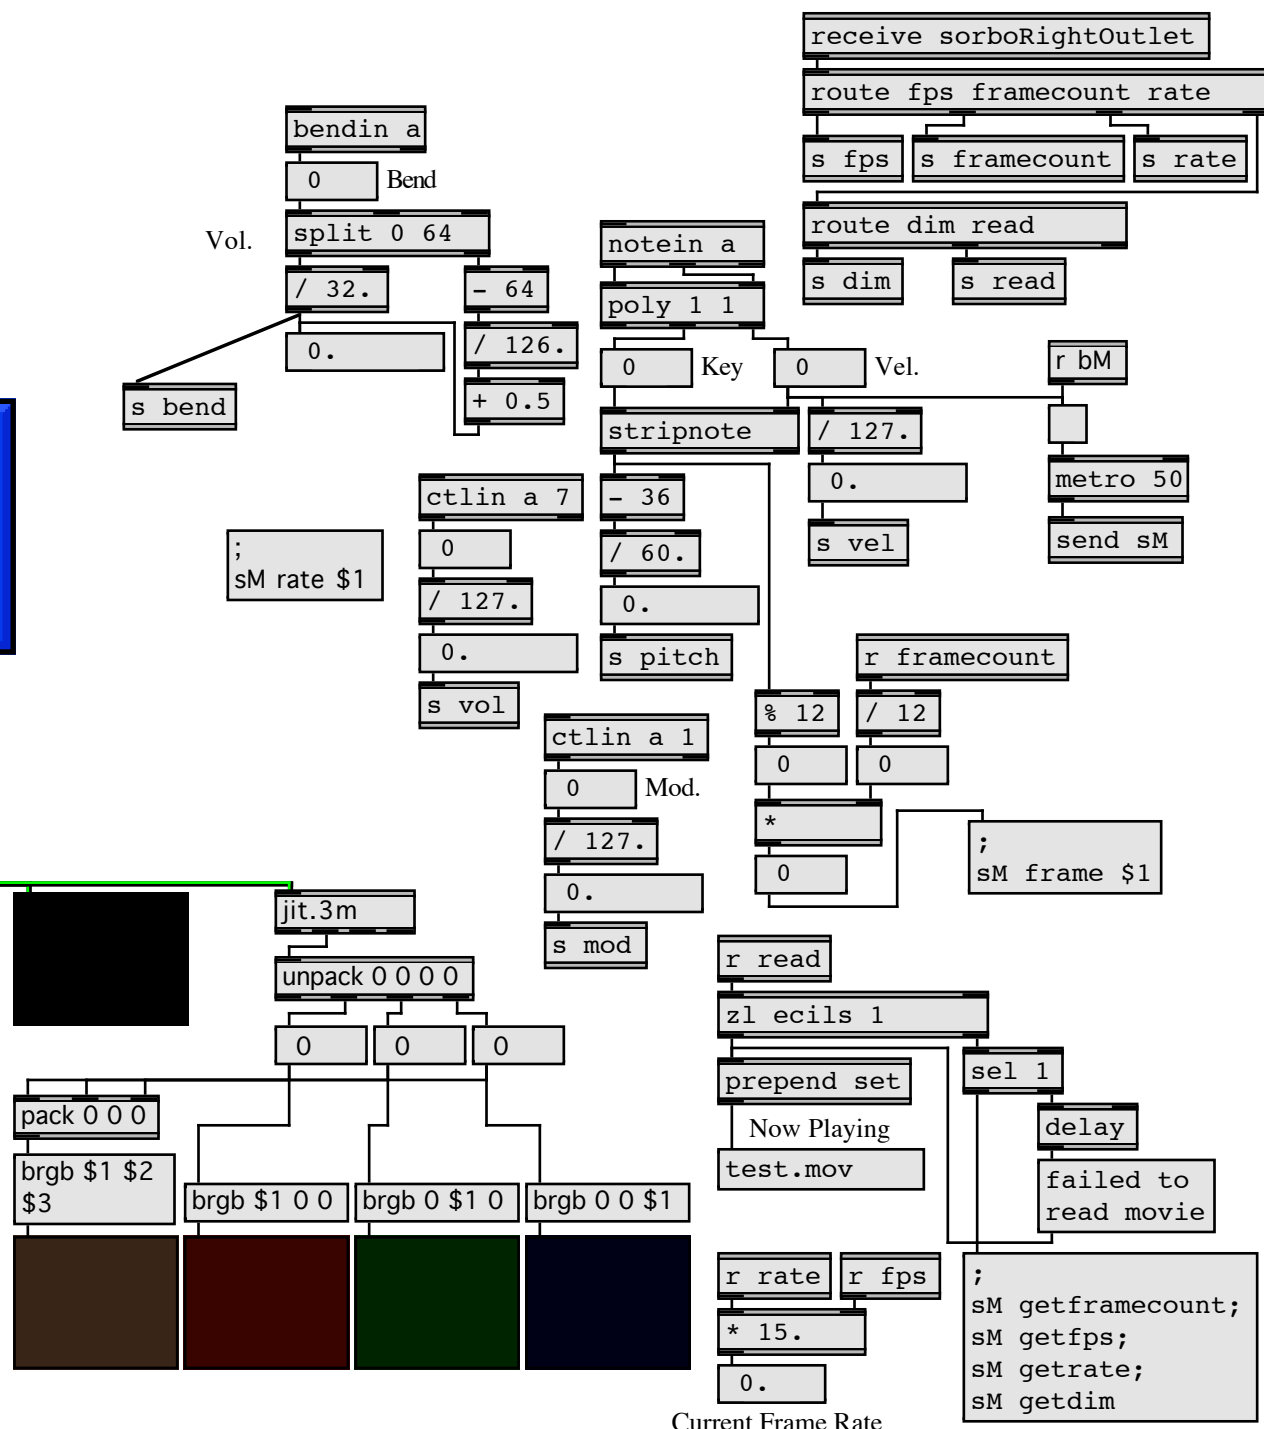 receive sorboRightOutlet
route fps framecount rate
s fps
s framecount
s rate
route dim read
s dim
s read
bendin a
0
Bend
Vol.
split 0 64
/ 32.
- 64
0.
/ 126.
s bend
+ 0.5
notein a
poly 1 1
0
Key
0
Vel.
r bM
stripnote
/ 127.
0.
metro 50
s vel
send sM
ctlin a 7
0
/ 127.
0.
s vol
- 36
/ 60.
0.
s pitch
;
sM rate $1
r framecount
% 12
/ 12
0
0
*
0
;
sM frame $1
ctlin a 1
0
Mod.
/ 127.
0.
s mod
jit.3m
unpack 0 0 0 0
0
0
0
pack 0 0 0
brgb $1 $2
$3
brgb $1 0 0
brgb 0 $1 0
brgb 0 0 $1
r read
zl ecils 1
prepend set
sel 1
Now Playing
delay
test.mov
failed to
read movie
r rate
r fps
* 15.
0.
Current Frame Rate
;
sM getframecount;
sM getfps;
sM getrate;
sM getdim